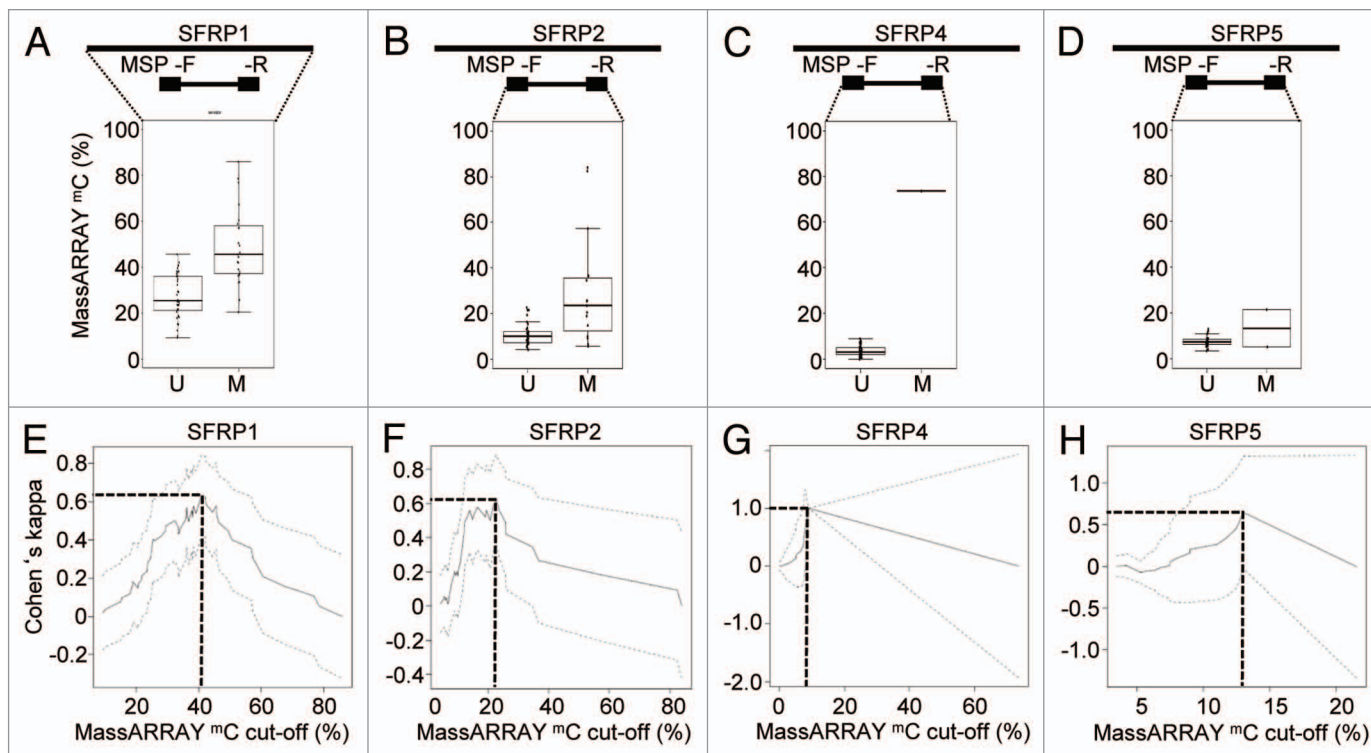 A
SFRP1
MSP -F -R
MassARRAY ᵐC (%)
100
80
60
40
20
0
U M
B
SFRP2
MSP -F -R
100
80
60
40
20
0
U M
C
SFRP4
MSP -F -R
100
80
60
40
20
0
U M
D
SFRP5
MSP -F -R
100
80
60
40
20
0
U M
E
SFRP1
Cohen‘s kappa
0.8
0.6
0.4
0.2
0
-0.2
0 20 40 60 80
MassARRAY ᵐC cut-off (%)
F
SFRP2
0.8
0.6
0.4
0.2
0
-0.2
-0.4
0 20 40 60 80
MassARRAY ᵐC cut-off (%)
G
SFRP4
1.0
0
-1.0
-2.0
0 20 40 60
MassARRAY ᵐC cut-off (%)
H
SFRP5
1.0
0.5
0
-0.5
-1.0
5 10 15 20
MassARRAY ᵐC cut-off (%)